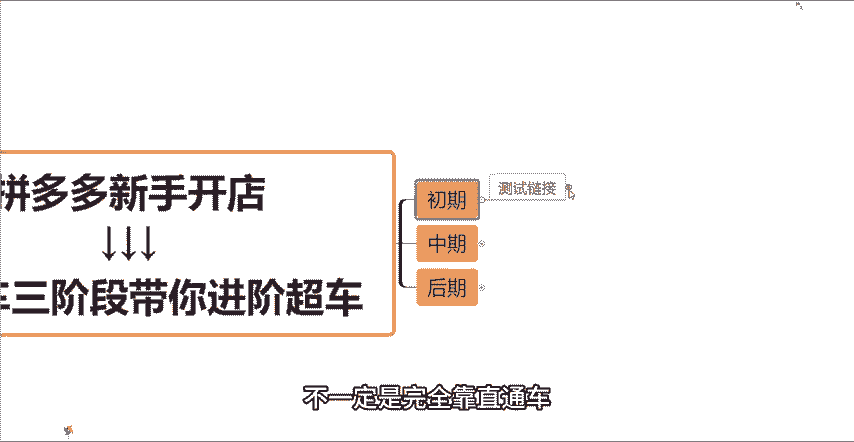 拼多多新手开店
↓↓↓
车三阶段带你进阶超车
初期
测试链接
中期
后期
不一定是完全靠直通车